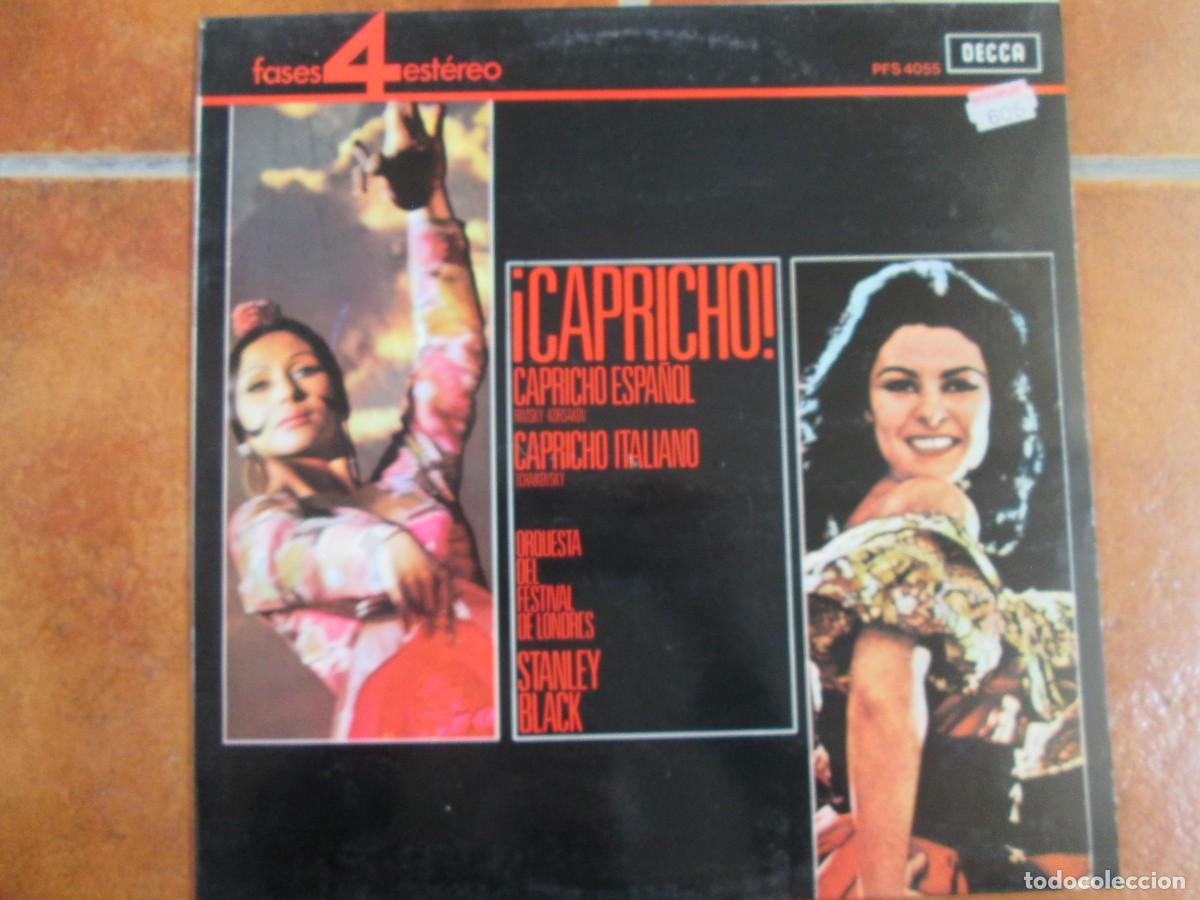 fases 4 estéreo
PFS 4055
DECCA
605
¡CAPRICHO!
CAPRICHO ESPAÑOL
RIMSKY-KORSAKOV
CAPRICHO ITALIANO
TCHAIKOVSKY
ORQUESTA
DEL
FESTIVAL
DE LONDRES
STANLEY
BLACK
todocoleccion